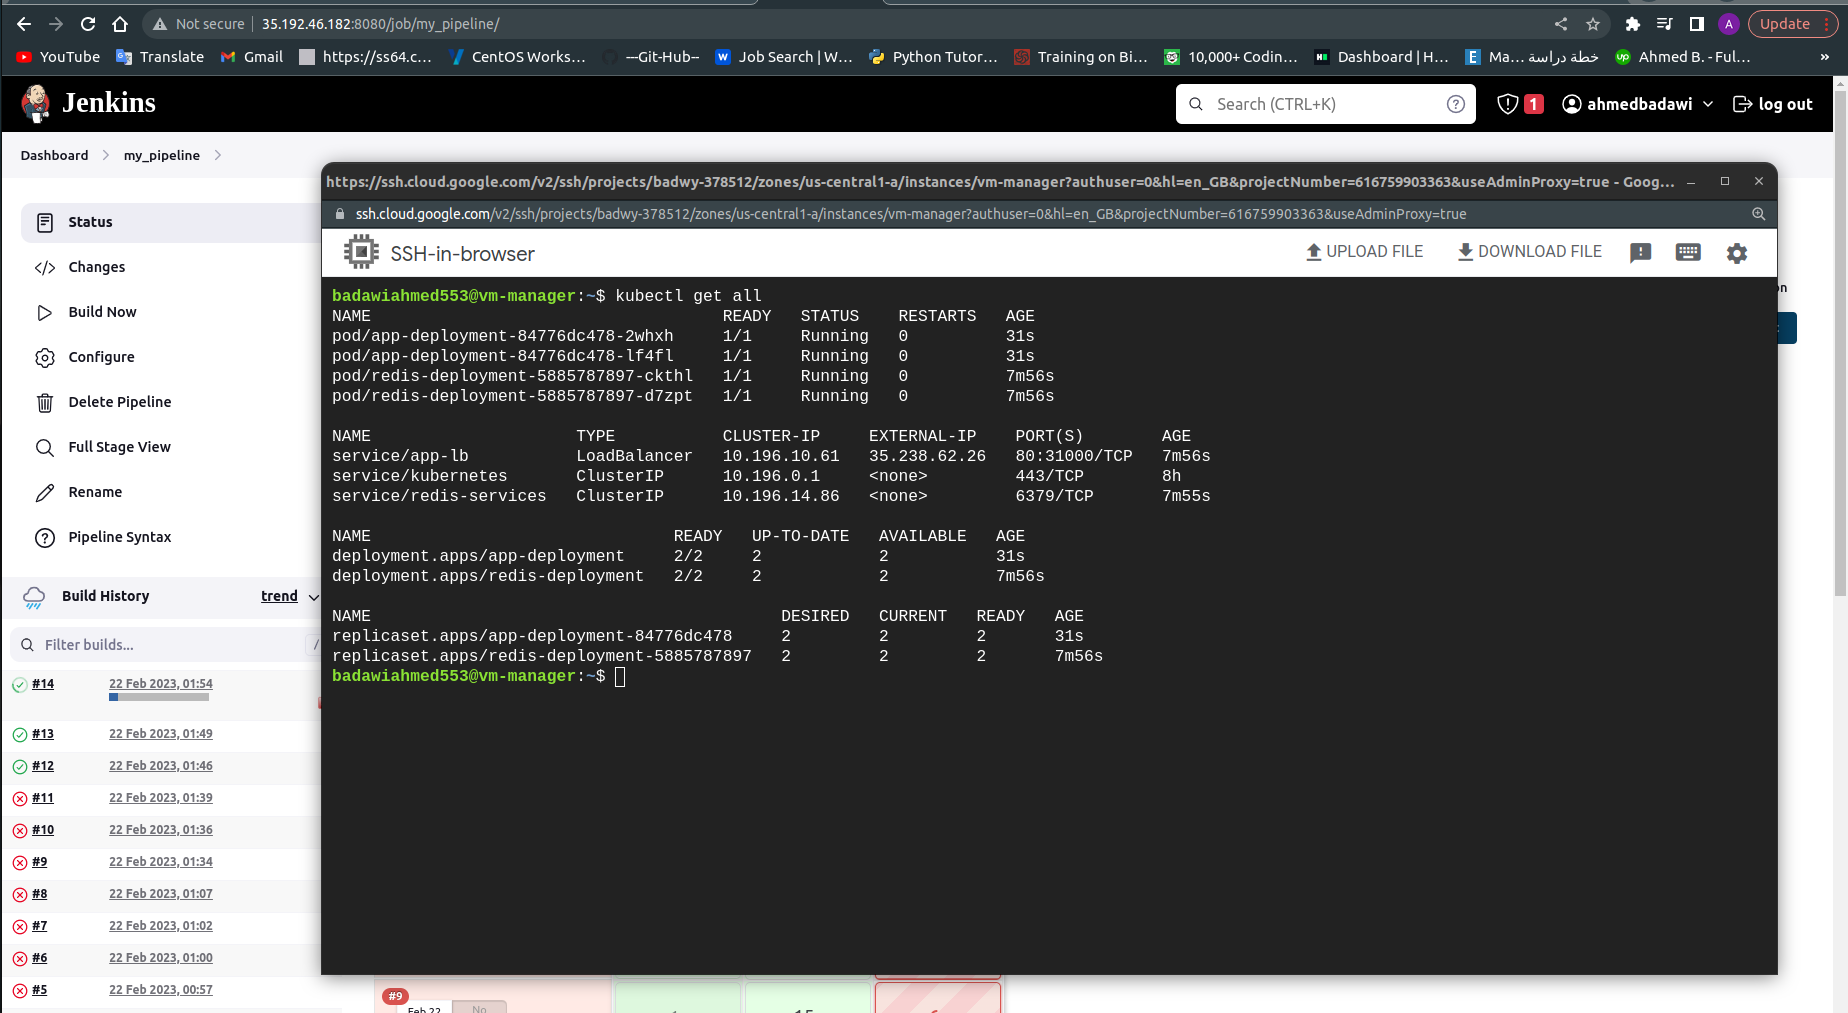 Not secure 35.192.46.182:8080/job/my_pipeline/ A Update
YouTube Translate Gmail https://ss64.c... CentOS Works... ---Git-Hub-- Job Search | W... Python Tutor... Training on Bi... 10,000+ Codin... Dashboard | H... Ma... خطة دراسة Ahmed B. - Ful... »
Jenkins Search (CTRL+K) 1 ahmedbadawi log out
Dashboard my_pipeline
https://ssh.cloud.google.com/v2/ssh/projects/badwy-378512/zones/us-central1-a/instances/vm-manager?authuser=0&hl=en_GB&projectNumber=616759903363&useAdminProxy=true - Goog...
ssh.cloud.google.com/v2/ssh/projects/badwy-378512/zones/us-central1-a/instances/vm-manager?authuser=0&hl=en_GB&projectNumber=616759903363&useAdminProxy=true
SSH-in-browser UPLOAD FILE DOWNLOAD FILE
Status
Changes
Build Now
Configure
Delete Pipeline
Full Stage View
Rename
Pipeline Syntax
Build History trend
Filter builds... /
#14 22 Feb 2023, 01:54
#13 22 Feb 2023, 01:49
#12 22 Feb 2023, 01:46
#11 22 Feb 2023, 01:39
#10 22 Feb 2023, 01:36
#9 22 Feb 2023, 01:34
#8 22 Feb 2023, 01:07
#7 22 Feb 2023, 01:02
#6 22 Feb 2023, 01:00
#5 22 Feb 2023, 00:57
badawiahmed553@vm-manager:~$ kubectl get all
NAME READY STATUS RESTARTS AGE
pod/app-deployment-84776dc478-2whxh 1/1 Running 0 31s
pod/app-deployment-84776dc478-lf4fl 1/1 Running 0 31s
pod/redis-deployment-5885787897-ckthl 1/1 Running 0 7m56s
pod/redis-deployment-5885787897-d7zpt 1/1 Running 0 7m56s
NAME TYPE CLUSTER-IP EXTERNAL-IP PORT(S) AGE
service/app-lb LoadBalancer 10.196.10.61 35.238.62.26 80:31000/TCP 7m56s
service/kubernetes ClusterIP 10.196.0.1 <none> 443/TCP 8h
service/redis-services ClusterIP 10.196.14.86 <none> 6379/TCP 7m55s
NAME READY UP-TO-DATE AVAILABLE AGE
deployment.apps/app-deployment 2/2 2 2 31s
deployment.apps/redis-deployment 2/2 2 2 7m56s
NAME DESIRED CURRENT READY AGE
replicaset.apps/app-deployment-84776dc478 2 2 2 31s
replicaset.apps/redis-deployment-5885787897 2 2 2 7m56s
badawiahmed553@vm-manager:~$
#9
Feb 22 No